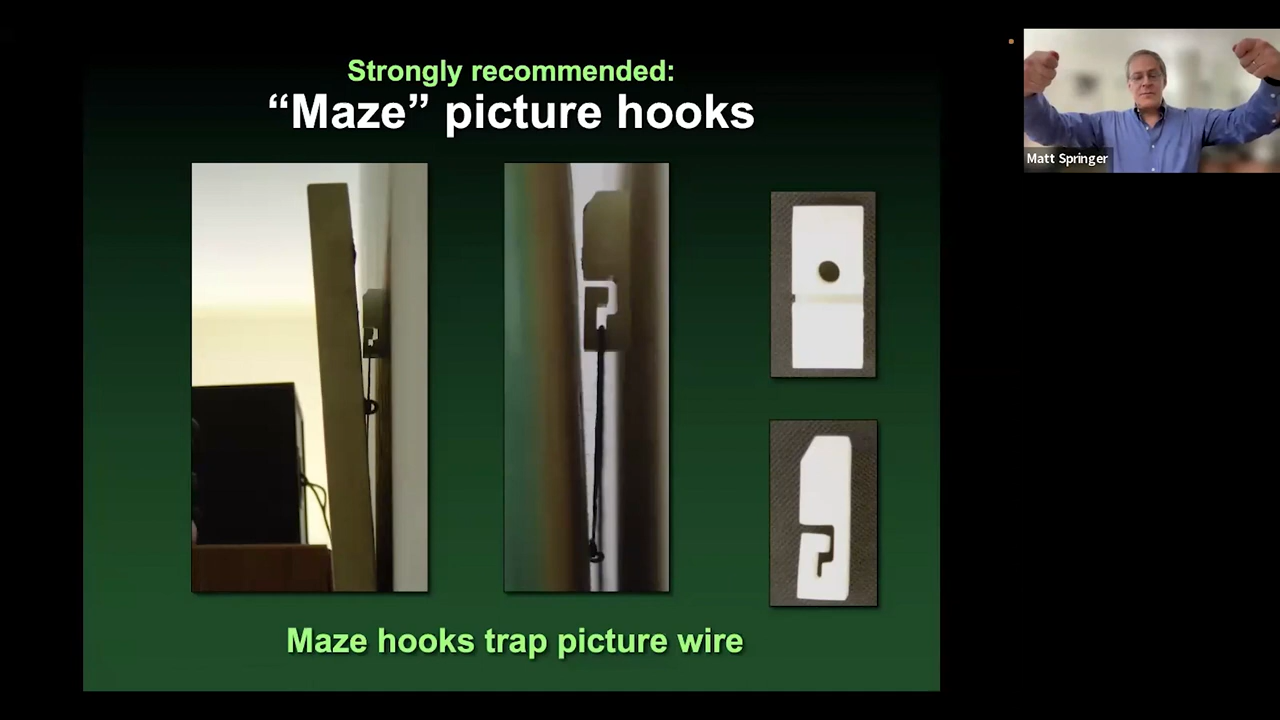 Strongly recommended:
“Maze” picture hooks
Matt Springer
Maze hooks trap picture wire